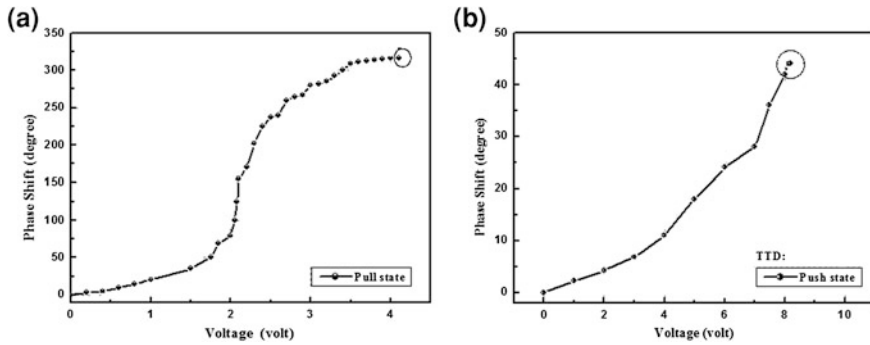 (a)
350
300
250
200
150
100
50
0
Phase Shift (degree)
0
1
2
3
4
Voltage (volt)
Pull state
(b)
50
40
30
20
10
0
Phase Shift (degree)
0
2
4
6
8
10
Voltage (volt)
TTD:
Push state